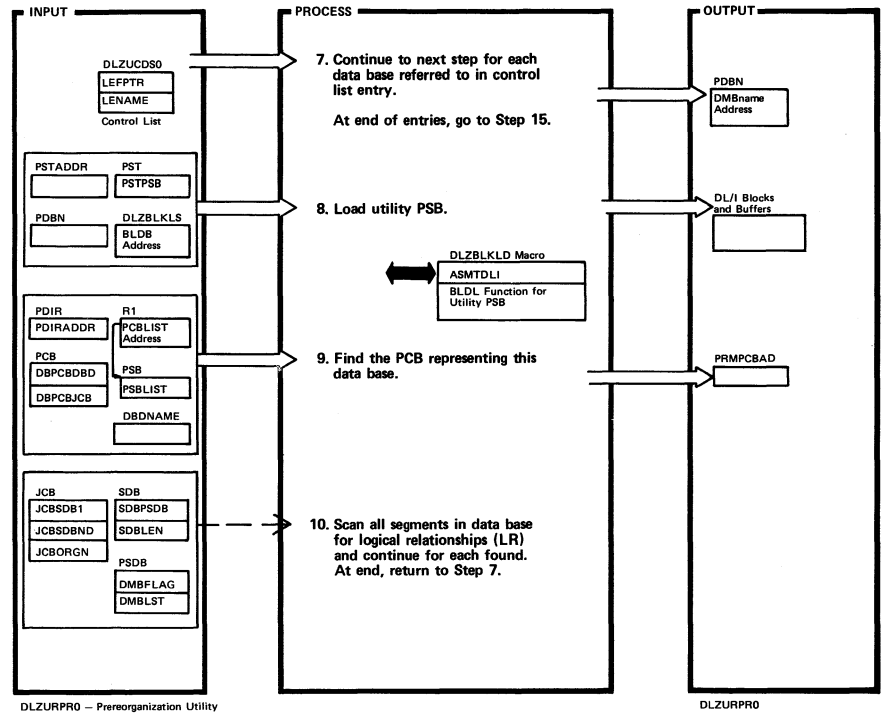 INPUT
DLZUCDS0
LEFPTR
LENAME
Control List
PSTADDR PST
PSTPSB
PDBN DLZBLKLS
BLDB
Address
PDIR R1
PDIRADDR PCBLIST
Address
PCB PSB
DBPCBDBD PSBLIST
DBPCBJCB
DBDNAME
JCB SDB
JCBSDB1 SDBPSDB
JCBSDBND SDBLEN
JCBORGN
PSDB
DMBFLAG
DMBLST
PROCESS
7. Continue to next step for each
data base referred to in control
list entry.
At end of entries, go to Step 15.
8. Load utility PSB.
DLZBLKLD Macro
ASMTDLI
BLDL Function for
Utility PSB
9. Find the PCB representing this
data base.
10. Scan all segments in data base
for logical relationships (LR)
and continue for each found.
At end, return to Step 7.
OUTPUT
PDBN
DMBname
Address
DL/I Blocks
and Buffers
PRMPCBAD
DLZURPR0 — Prereorganization Utility
DLZURPR0